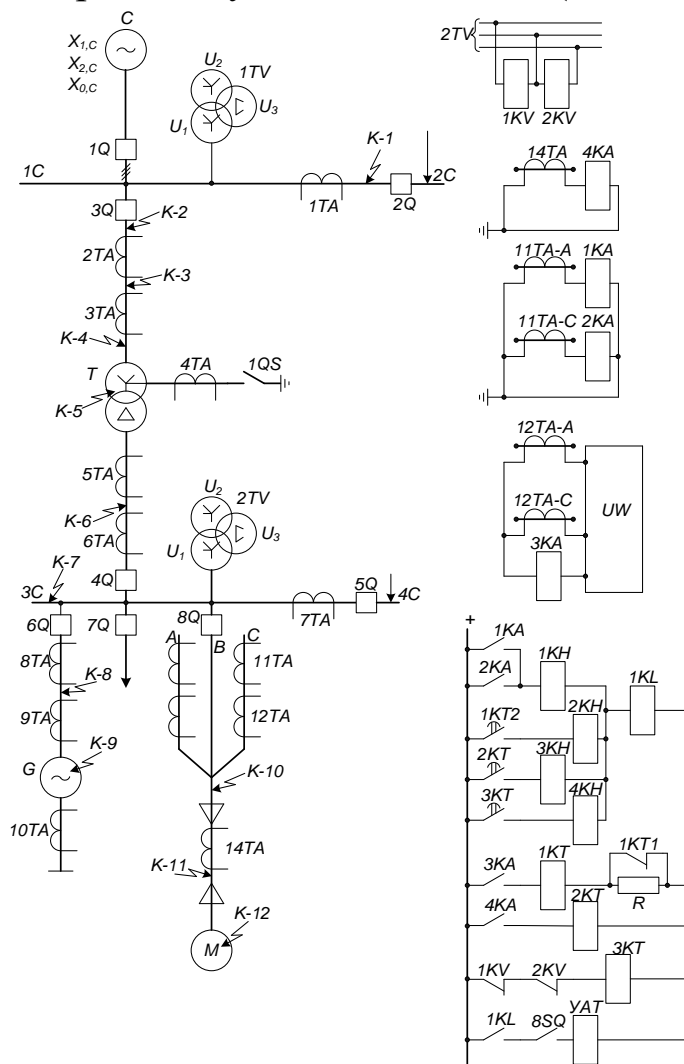 C
X1,C
X2,C
X0,C
U2
1TV
U1
U3
K-1
1Q
1C
2C
1TA
2Q
3Q
K-2
2TA
K-3
3TA
K-4
T
4TA
1QS
K-5
5TA
K-6
6TA
U2
2TV
U1
U3
K-7
4Q
3C
5Q
4C
7TA
6Q
7Q
8Q
A
B
C
8TA
11TA
K-8
9TA
12TA
G
K-9
K-10
10TA
14TA
K-11
K-12
M
2TV
1KV
2KV
14TA
4KA
11TA-A
1KA
11TA-C
2KA
12TA-A
12TA-C
UW
3KA
+
1KA
1KH
1KL
2KA
1KT2
2KH
2KT
3KH
3KT
4KH
3KA
1KT
1KT1
R
4KA
2KT
1KV
2KV
3KT
1KL
8SQ
УАТ